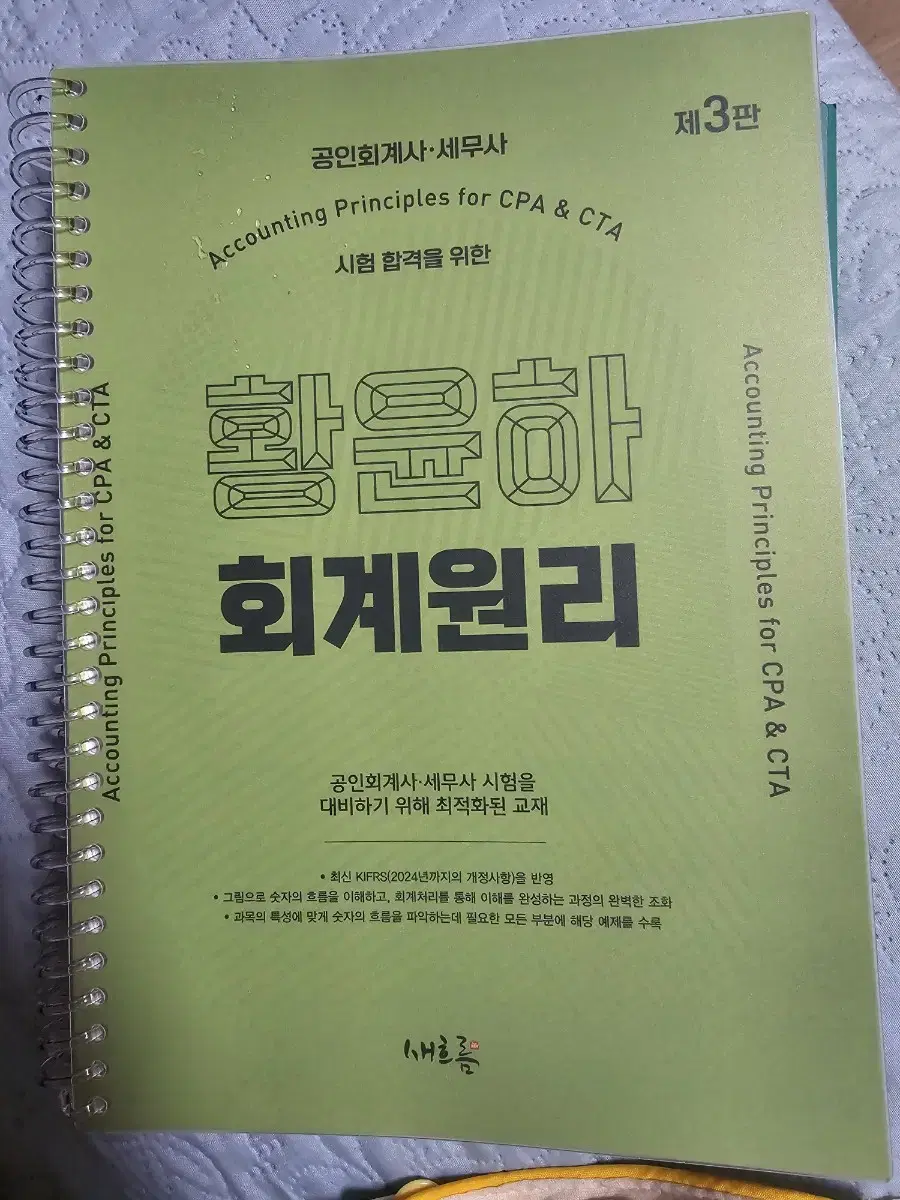 제3판
공인회계사·세무사
Accounting Principles for CPA & CTA
시험 합격을 위한
황윤하
회계원리
Accounting Principles for CPA & CTA
Accounting Principles for CPA & CTA
공인회계사·세무사 시험을
대비하기 위해 최적화된 교재
• 최신 KIFRS(2024년까지의 개정사항)을 반영
• 그림으로 숫자의 흐름을 이해하고, 회계처리를 통해 이해를 완성하는 과정의 완벽한 조화
• 과목의 특성에 맞게 숫자의 흐름을 파악하는데 필요한 모든 부분에 해당 예제를 수록
새흐름